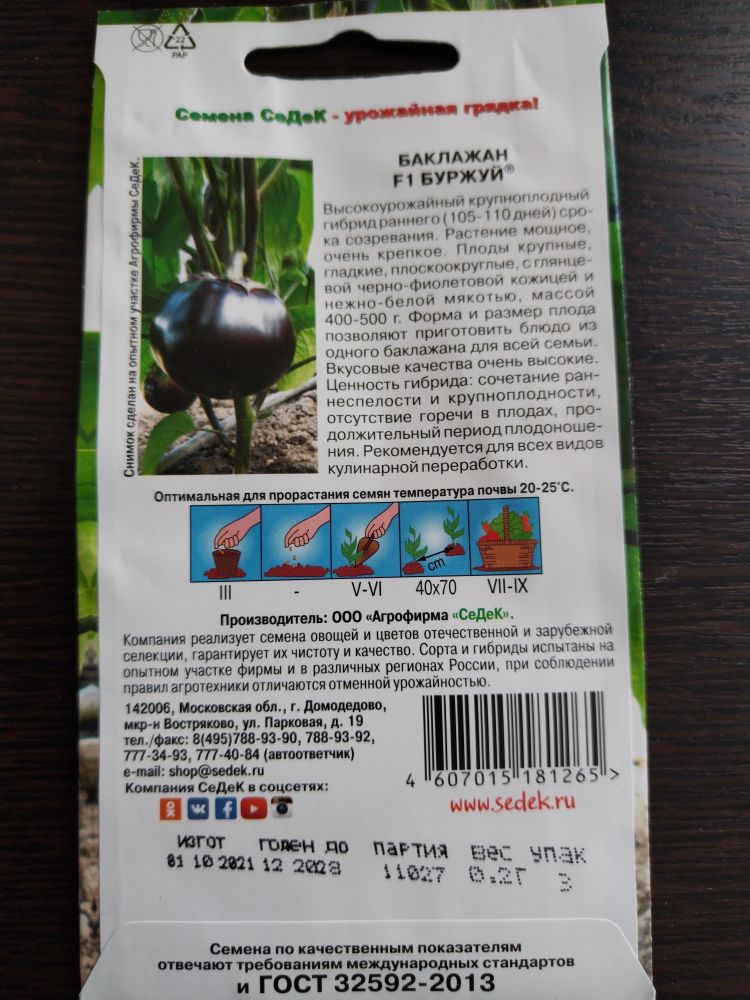 22
PAP
Семена СеДеК - урожайная грядка!
Снимок сделан на опытном участке Агрофирмы СеДеК.
БАКЛАЖАН
F1 БУРЖУЙ®
Высокоурожайный крупноплодный
гибрид раннего (105-110 дней) сро-
ка созревания. Растение мощное,
очень крепкое. Плоды крупные,
гладкие, плоскоокруглые, с глянце-
вой черно-фиолетовой кожицей и
нежно-белой мякотью, массой
400-500 г. Форма и размер плода
позволяют приготовить блюдо из
одного баклажана для всей семьи.
Вкусовые качества очень высокие.
Ценность гибрида: сочетание ран-
неспелости и крупноплодности,
отсутствие горечи в плодах, про-
должительный период плодоноше-
ния. Рекомендуется для всех видов
кулинарной переработки.
Оптимальная для прорастания семян температура почвы 20-25°С.
cm
III - V-VI 40x70 VII-IX
Производитель: ООО «Агрофирма «СеДеК».
Компания реализует семена овощей и цветов отечественной и зарубежной
селекции, гарантирует их чистоту и качество. Сорта и гибриды испытаны на
опытном участке фирмы и в различных регионах России, при соблюдении
правил агротехники отличаются отменной урожайностью.
142006, Московская обл., г. Домодедово,
мкр-н Востряково, ул. Парковая, д. 19
тел./факс: 8(495)788-93-90, 788-93-92,
777-34-93, 777-40-84 (автоответчик)
e-mail: shop@sedek.ru
Компания СеДеК в соцсетях:
4 607015 181265 >
www.sedek.ru
ИЗГОТ ГОДЕН ДО ПАРТИЯ ВЕС УПАК
01 10 2021 12 2028 11027 0.2Г 3
Семена по качественным показателям
отвечают требованиям международных стандартов
и ГОСТ 32592-2013